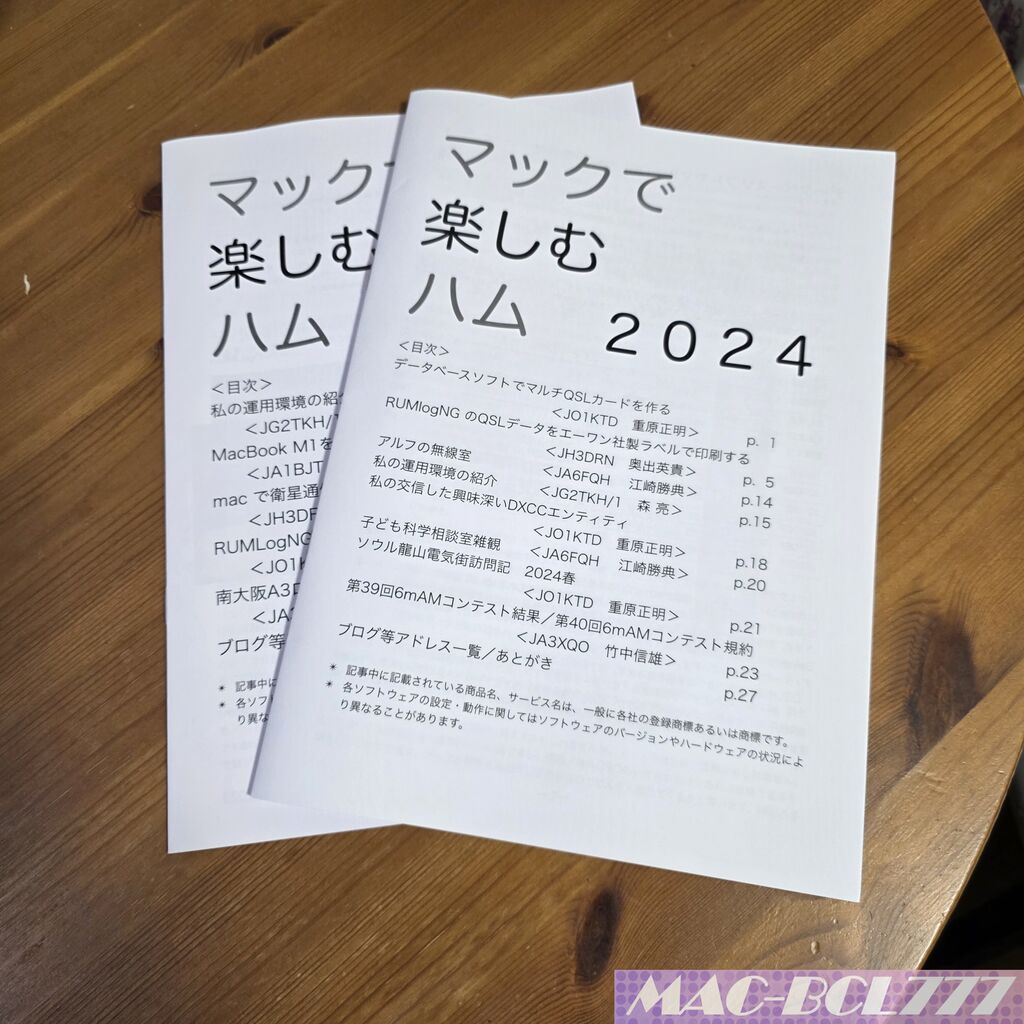 マックで
楽しむ
ハム
＜目次＞
私の運用環境の紹介
＜JG2TKH/1
MacBook M1を
＜JA1BJT
mac で衛星通
＜JH3DR
RUMLogNG
＜JO1K
南大阪A3
＜JA3
ブログ等
＊ 記事中に
＊ 各ソフ
り異な
マックで
楽しむ
ハム　２０２４
＜目次＞
データベースソフトでマルチQSLカードを作る
＜JO1KTD　重原正明＞　p. 1
RUMlogNG のQSLデータをエーワン社製ラベルで印刷する
＜JH3DRN　奥出英貴＞　p. 5
アルフの無線室　＜JA6FQH　江崎勝典＞　p.14
私の運用環境の紹介　＜JG2TKH/1　森 亮＞　p.15
私の交信した興味深いDXCCエンティティ
＜JO1KTD　重原正明＞　p.18
子ども科学相談室雑観　＜JA6FQH　江崎勝典＞　p.20
ソウル龍山電気街訪問記　2024春
＜JO1KTD　重原正明＞　p.21
第39回6mAMコンテスト結果／第40回6mAMコンテスト規約
＜JA3XQO　竹中信雄＞　p.23
ブログ等アドレス一覧／あとがき　p.27
＊ 記事中に記載されている商品名、サービス名は、一般に各社の登録商標あるいは商標です。
＊ 各ソフトウェアの設定・動作に関してはソフトウェアのバージョンやハードウェアの状況によ
り異なることがあります。
MAC-BCL777